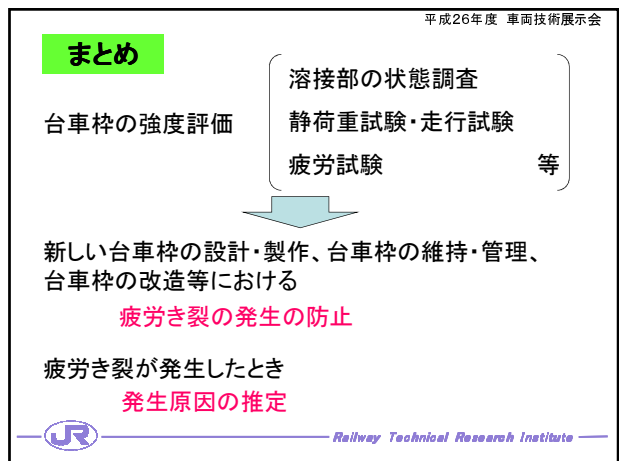 平成26年度 車両技術展示会
まとめ
台車枠の強度評価
溶接部の状態調査
静荷重試験・走行試験
疲労試験 等
新しい台車枠の設計・製作、台車枠の維持・管理、
台車枠の改造等における
疲労き裂の発生の防止
疲労き裂が発生したとき
発生原因の推定
JR
Railway Technical Research Institute